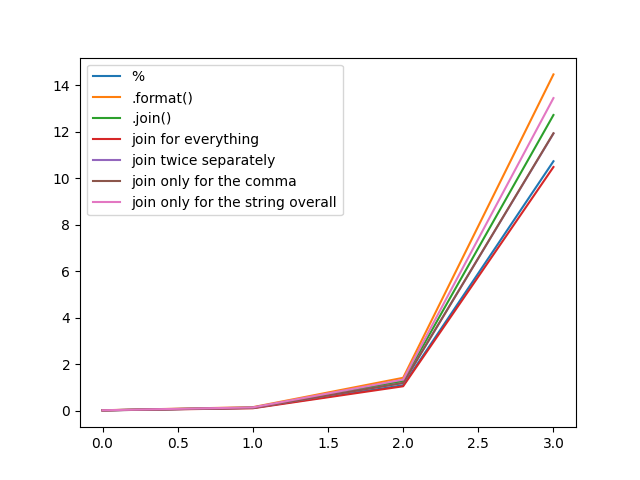 %
.format()
.join()
join for everything
join twice separately
join only for the comma
join only for the string overall
14
12
10
8
6
4
2
0
0.0 0.5 1.0 1.5 2.0 2.5 3.0